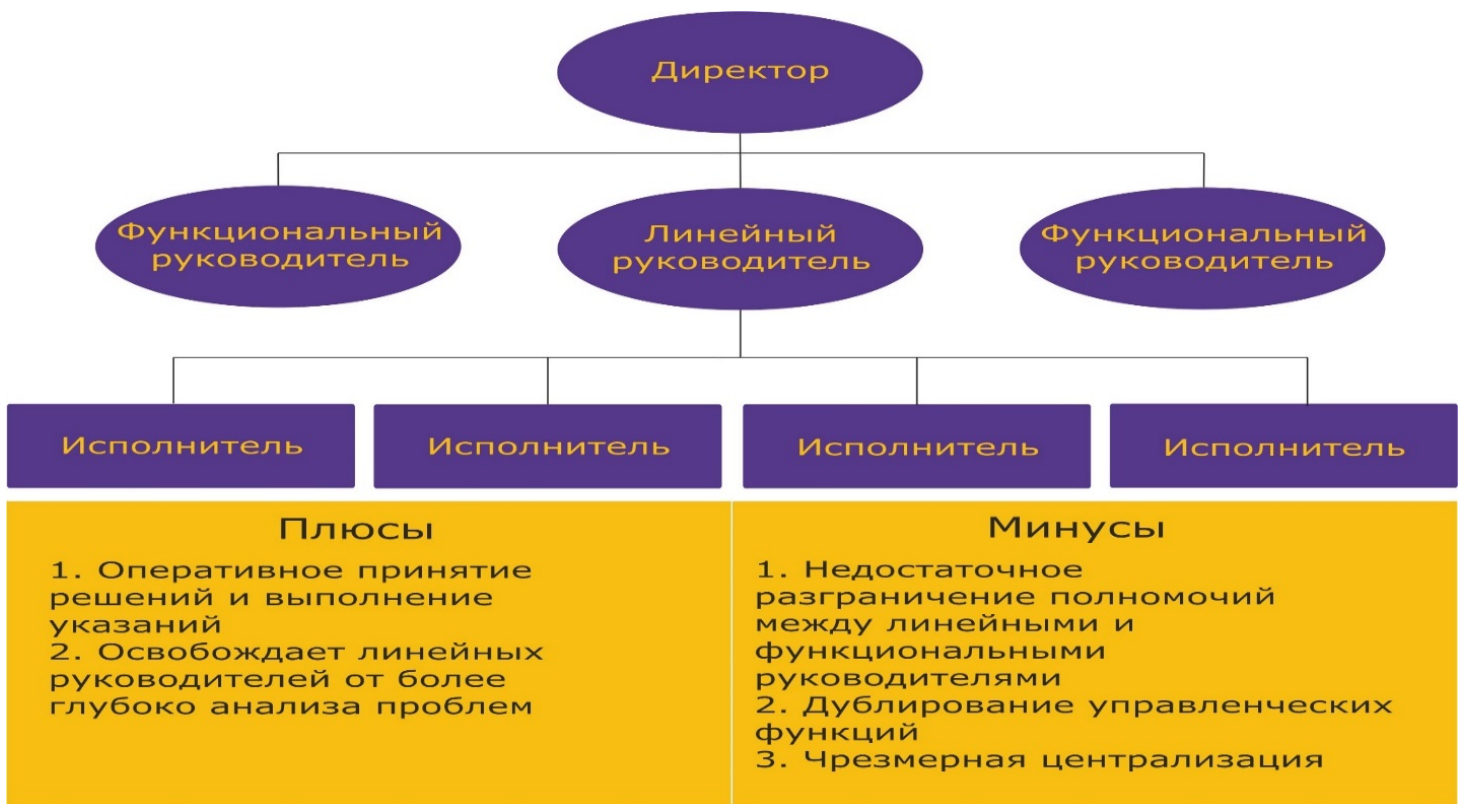 Директор
Функциональный
руководитель
Линейный
руководитель
Функциональный
руководитель
Исполнитель
Исполнитель
Исполнитель
Исполнитель
Плюсы
1. Оперативное принятие
решений и выполнение
указаний
2. Освобождает линейных
руководителей от более
глубоко анализа проблем
Минусы
1. Недостаточное
разграничение полномочий
между линейными и
функциональными
руководителями
2. Дублирование управленческих
функций
3. Чрезмерная централизация